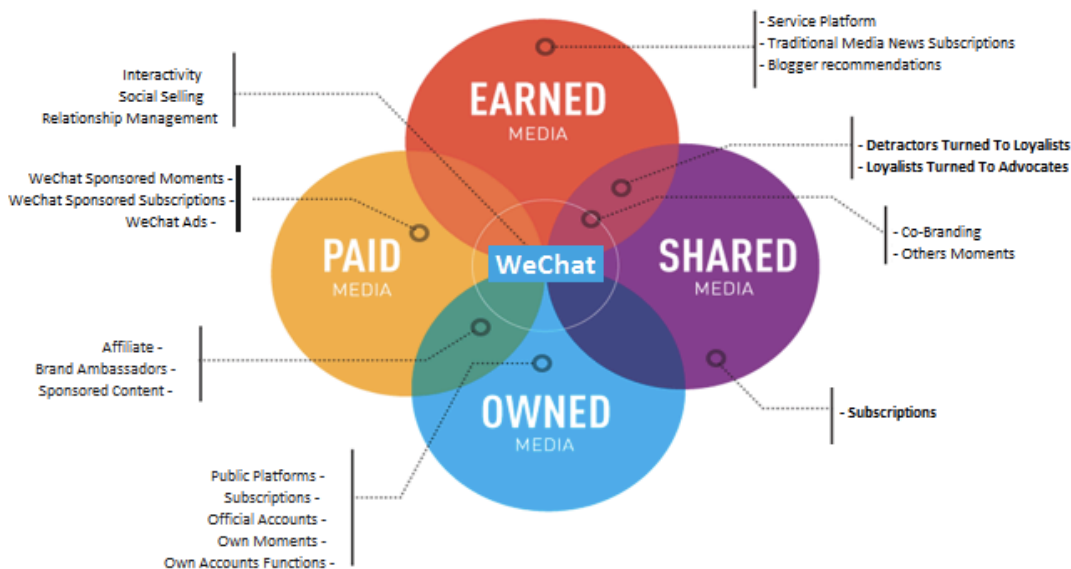 - Service Platform
- Traditional Media News Subscriptions
- Blogger recommendations
Interactivity
Social Selling
Relationship Management
EARNED
MEDIA
- Detractors Turned To Loyalists
- Loyalists Turned To Advocates
WeChat Sponsored Moments -
WeChat Sponsored Subscriptions -
WeChat Ads -
- Co-Branding
- Others Moments
PAID
MEDIA
WeChat
SHARED
MEDIA
Affiliate -
Brand Ambassadors -
Sponsored Content -
OWNED
MEDIA
- Subscriptions
Public Platforms -
Subscriptions -
Official Accounts -
Own Moments -
Own Accounts Functions -